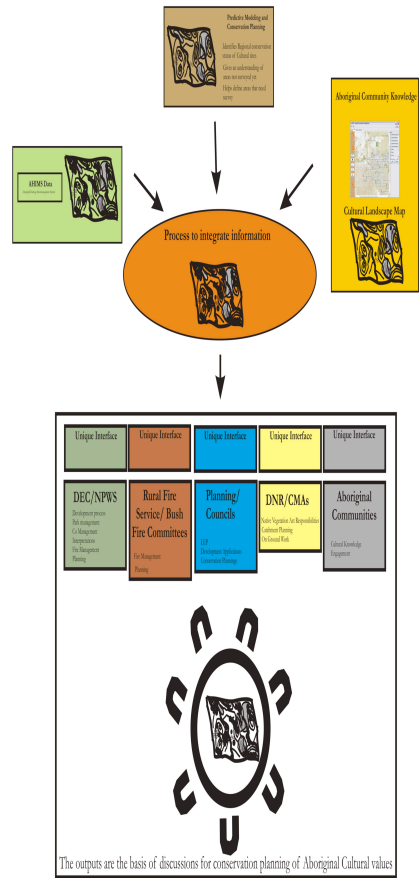 Predictive Modeling and
Conservation Planning
Identifies Regional conservation
status of Cultural sites
Gives an understanding of
areas not surveyed yet
Helps define areas that need
survey
AHIMS Data
Aboriginal Community Knowledge
Cultural Landscape Map
Process to integrate information
Unique Interface
Unique Interface
Unique Interface
Unique Interface
Unique Interface
DEC/NPWS
Development process
Park management
Co Management
Interpretations
Fire Management
Planning
Rural Fire
Service/ Bush
Fire Committees
Fire Management
Planning
Planning/
Councils
LEP
Development Applications
Conservation Plannings
DNR/CMAs
Native Vegetation Act Responsibilities
Catchment Planning
On Ground Work
Aboriginal
Communities
Cultural Knowledge
Engagement
The outputs are the basis of discussions for conservation planning of Aboriginal Cultural values